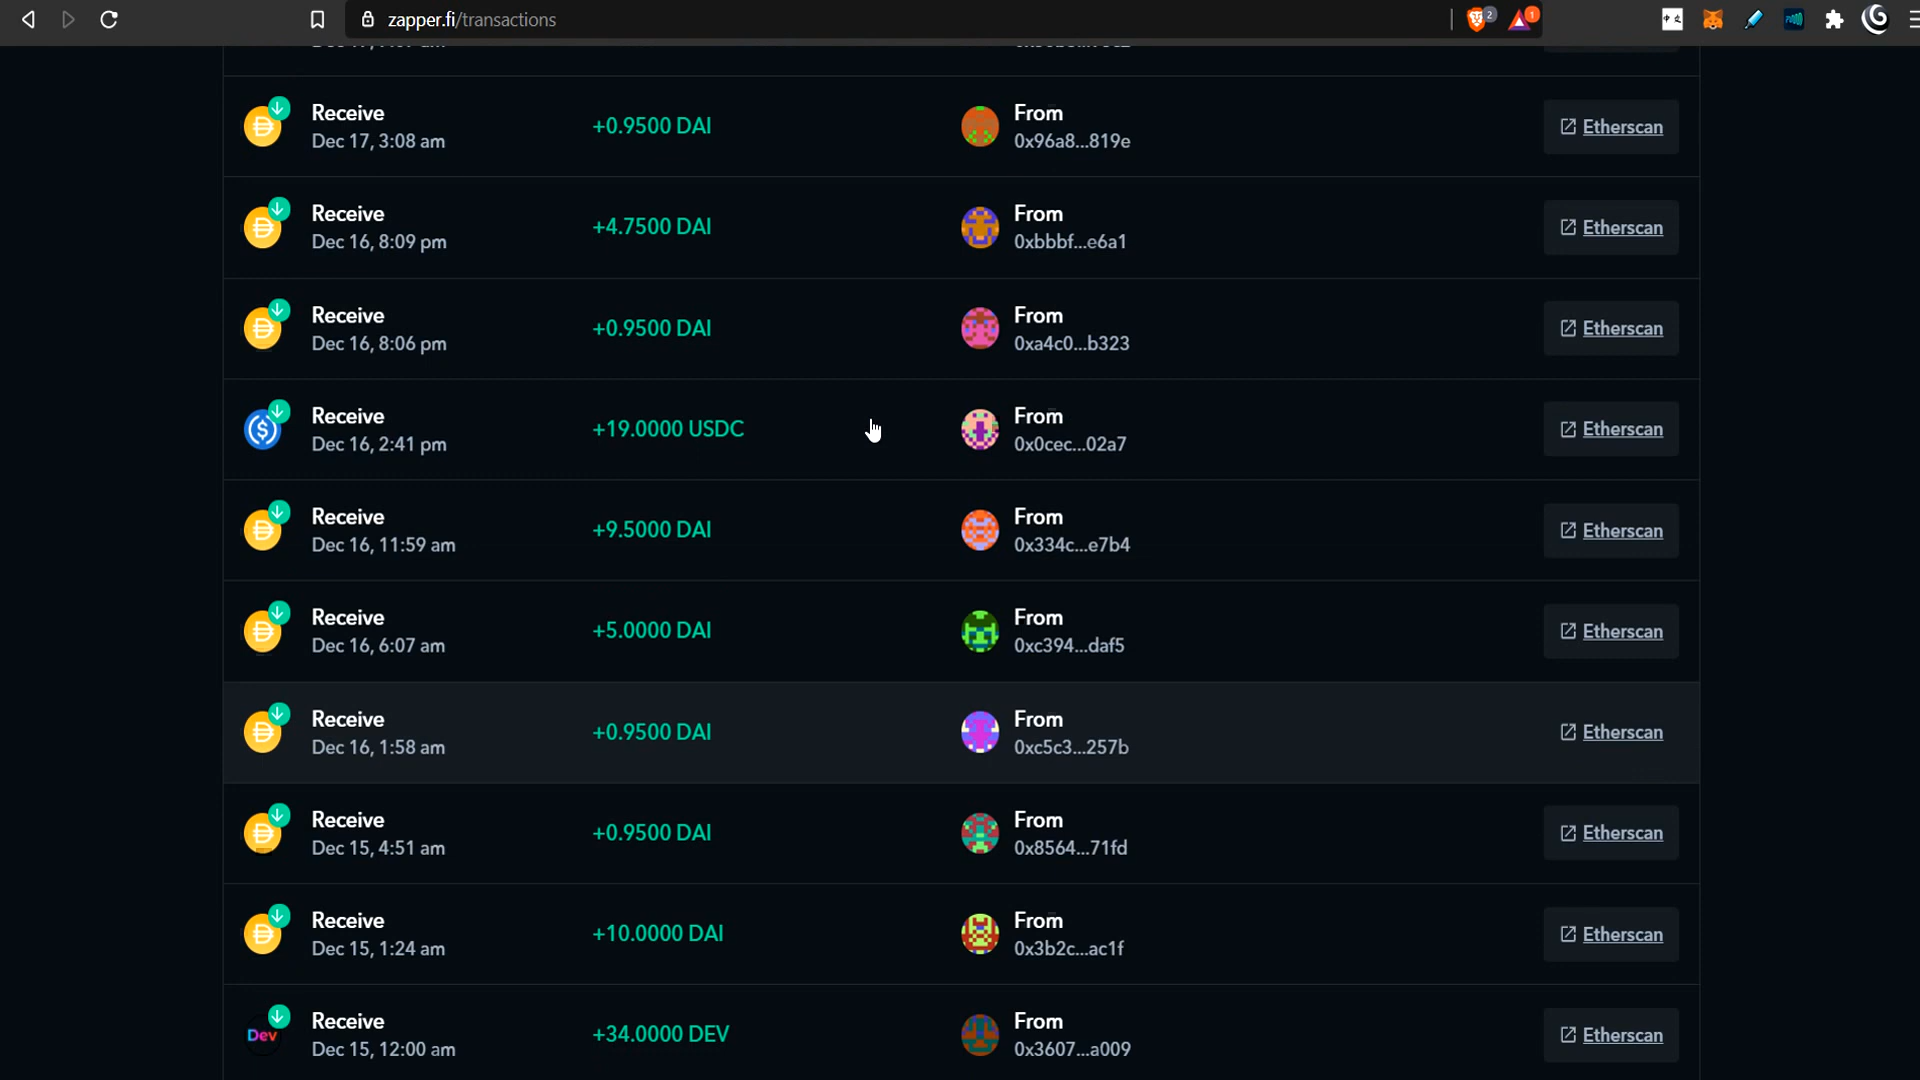 zapper.fi/transactions
2
1
Receive
Dec 17, 3:08 am
+0.9500 DAI
From
0x96a8...819e
Etherscan
Receive
Dec 16, 8:09 pm
+4.7500 DAI
From
0xbbbf...e6a1
Etherscan
Receive
Dec 16, 8:06 pm
+0.9500 DAI
From
0xa4c0...b323
Etherscan
Receive
Dec 16, 2:41 pm
+19.0000 USDC
From
0x0cec...02a7
Etherscan
Receive
Dec 16, 11:59 am
+9.5000 DAI
From
0x334c...e7b4
Etherscan
Receive
Dec 16, 6:07 am
+5.0000 DAI
From
0xc394...daf5
Etherscan
Receive
Dec 16, 1:58 am
+0.9500 DAI
From
0xc5c3...257b
Etherscan
Receive
Dec 15, 4:51 am
+0.9500 DAI
From
0x8564...71fd
Etherscan
Receive
Dec 15, 1:24 am
+10.0000 DAI
From
0x3b2c...ac1f
Etherscan
Dev
Receive
Dec 15, 12:00 am
+34.0000 DEV
From
0x3607...a009
Etherscan